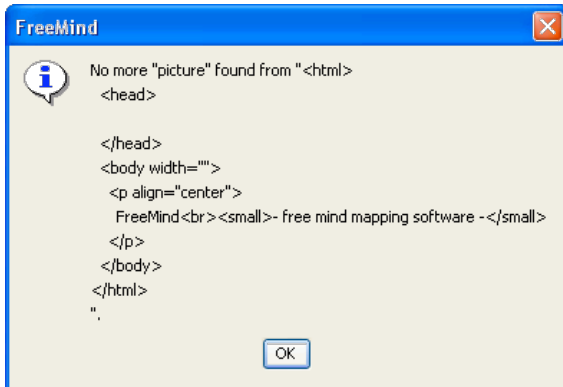 FreeMind
No more "picture" found from "<html>
<head>
</head>
<body width="">
<p align="center">
FreeMind<br><small>- free mind mapping software -</small>
</p>
</body>
</html>
".
OK